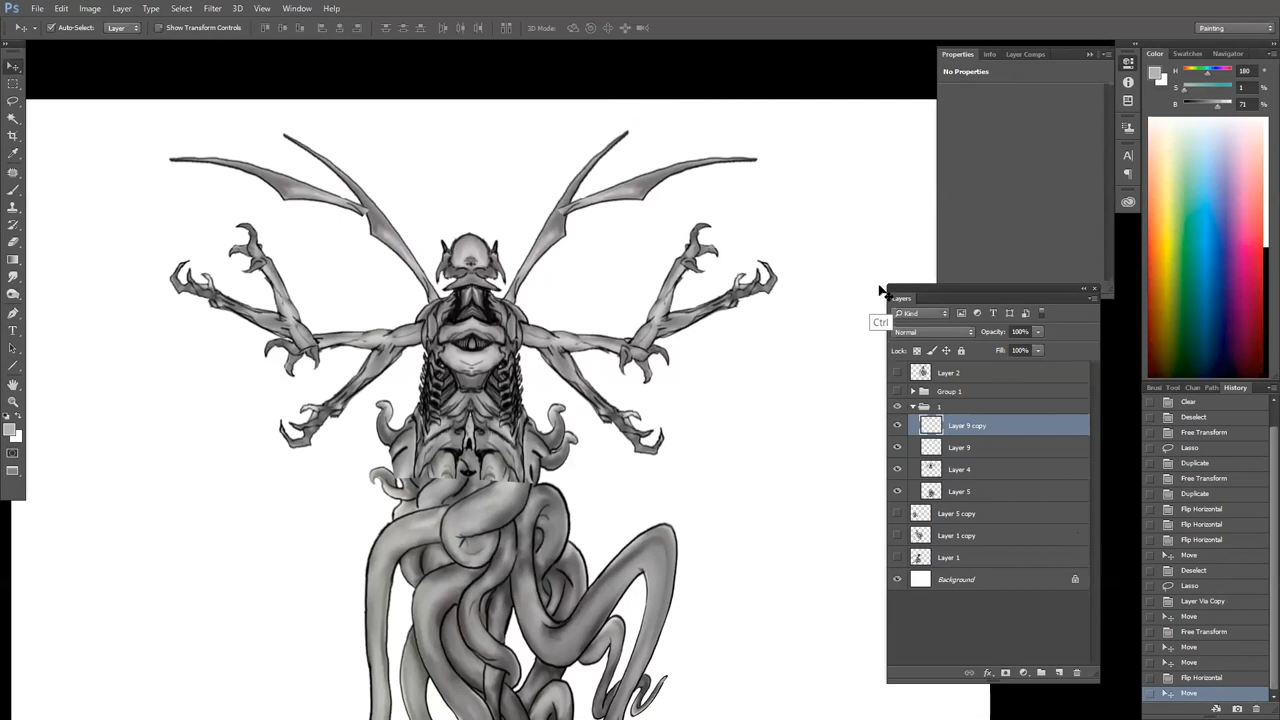 Ps File Edit Image Layer Type Select Filter 3D View Window Help
Auto-Select: Layer Show Transform Controls 3D Mode: Painting
Properties Info Layer Comps
No Properties
Color Swatches Navigator
H 180 °
S 1 %
B 71 %
Ctrl
Layers
Kind
Normal Opacity: 100%
Lock: Fill: 100%
Layer 2
Group 1
1
Layer 9 copy
Layer 9
Layer 4
Layer 5
Layer 5 copy
Layer 1 copy
Layer 1
Background
Brus Tool Chan Path History
Clear
Deselect
Free Transform
Lasso
Duplicate
Free Transform
Duplicate
Flip Horizontal
Flip Horizontal
Flip Horizontal
Move
Deselect
Lasso
Layer Via Copy
Move
Free Transform
Move
Move
Flip Horizontal
Move